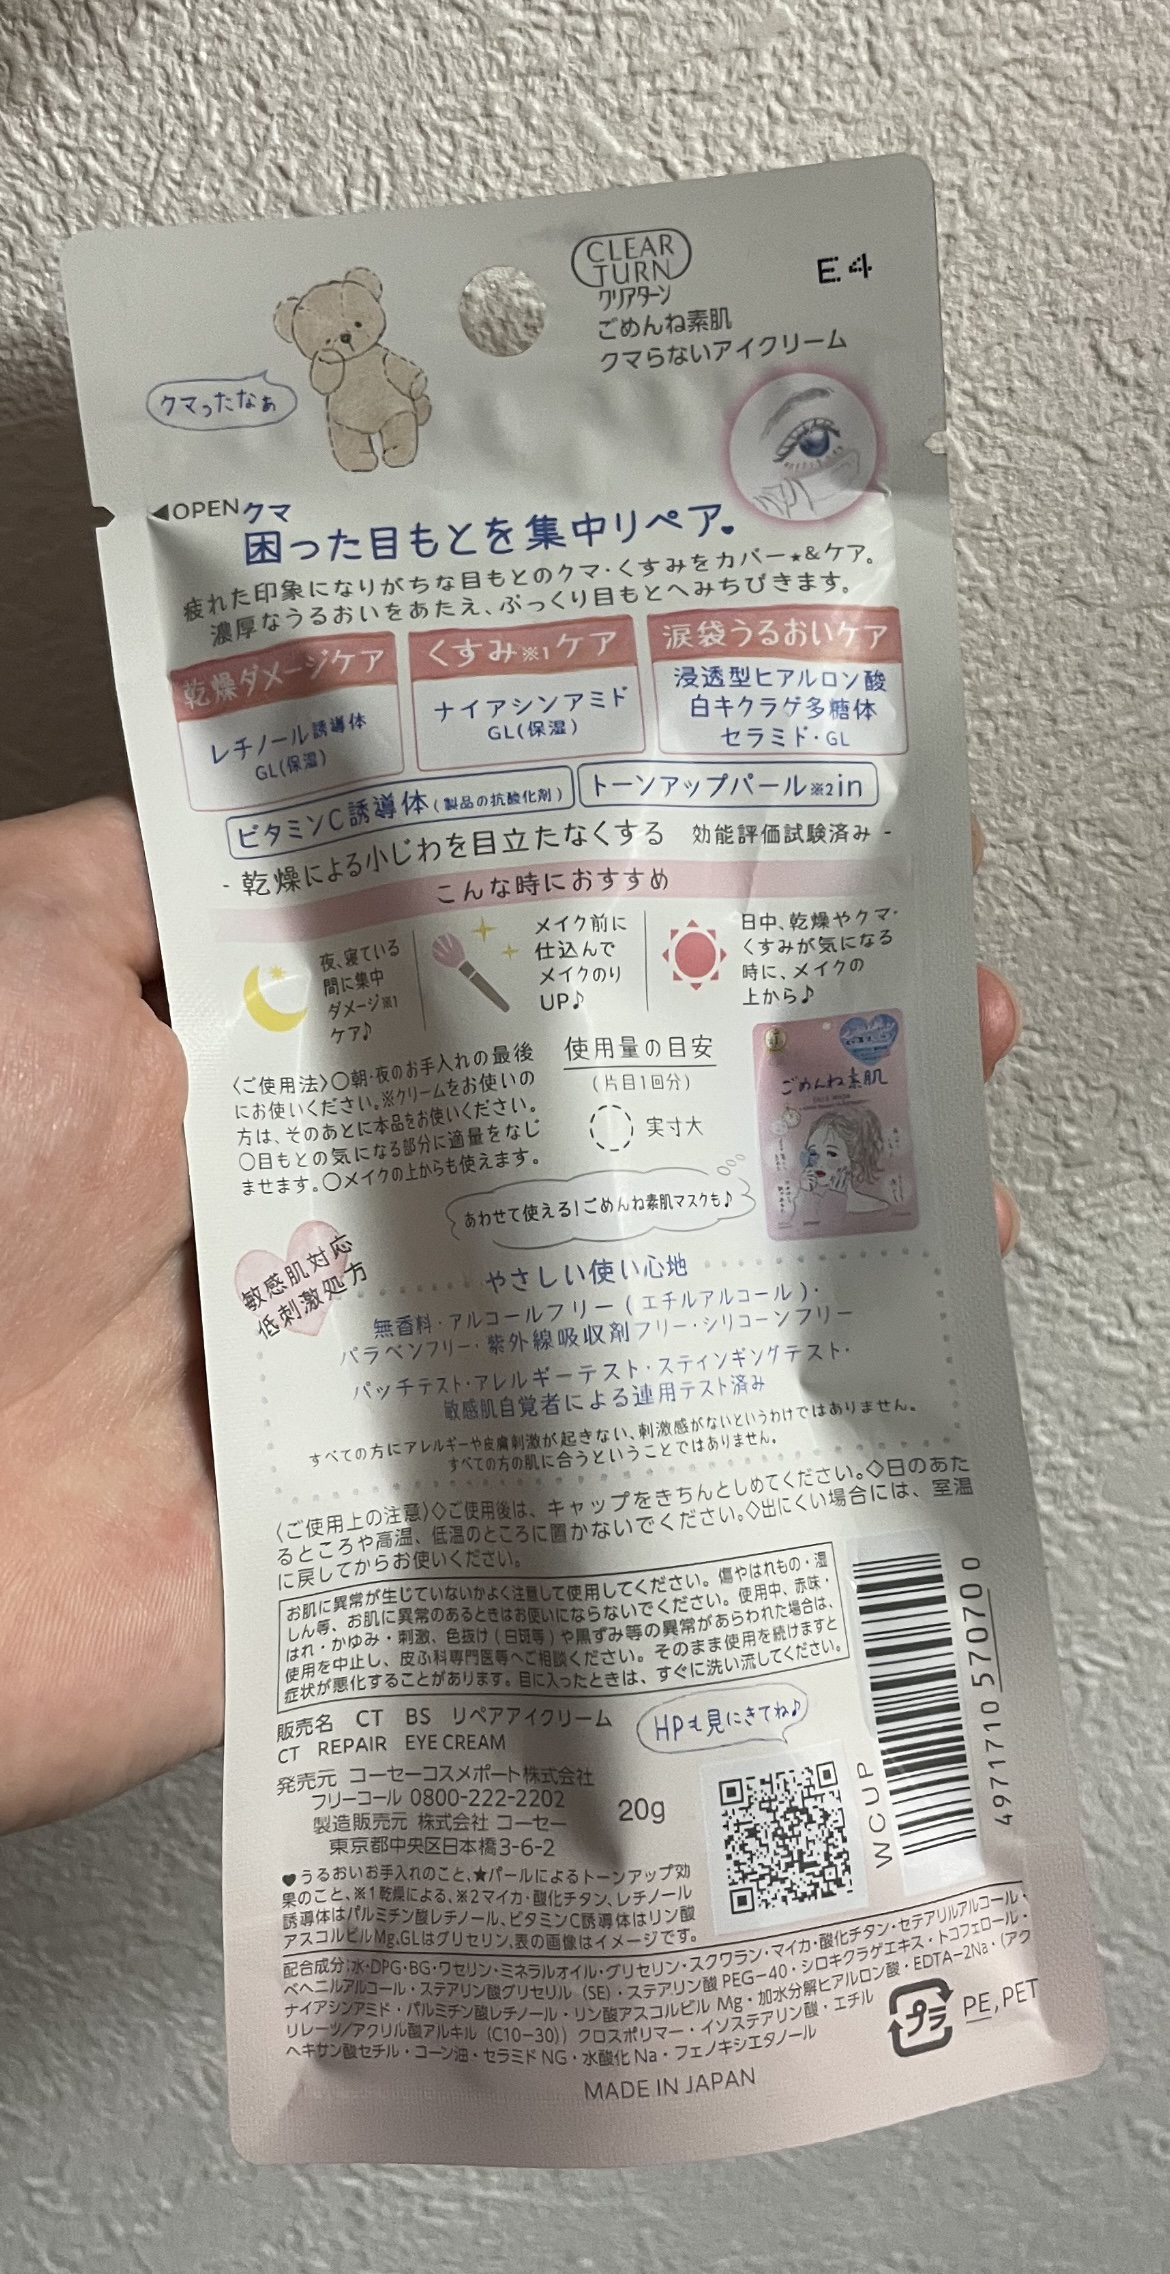 CLEAR
TURN
クリアターン
ごめんね素肌
クマらないアイクリーム
E4
クマったなぁ
◀OPEN
クマ
困った目もとを集中リペア♥
疲れた印象になりがちな目もとのクマ・くすみをカバー★&ケア。
濃厚なうるおいをあたえ、ぷっくり目もとへみちびきます。
乾燥ダメージケア
レチノール誘導体
GL(保湿)
くすみ※1ケア
ナイアシンアミド
GL(保湿)
涙袋うるおいケア
浸透型ヒアルロン酸
白キクラゲ多糖体
セラミド・GL
ビタミンC誘導体(製品の抗酸化剤)
トーンアップパール※2in
- 乾燥による小じわを目立たなくする 効能評価試験済み -
こんな時におすすめ
夜、寝ている
間に集中
ダメージ※1
ケア♪
メイク前に
仕込んで
メイクのり
UP♪
日中、乾燥やクマ・
くすみが気になる
時に、メイクの
上から♪
〈ご使用法〉○朝・夜のお手入れの最後
にお使いください。※クリームをお使いの
方は、そのあとに本品をお使いください。
○目もとの気になる部分に適量をなじ
ませます。○メイクの上からも使えます。
使用量の目安
(片目1回分)
実寸大
ごめんね素肌
あわせて使える!ごめんね素肌マスクも♪
敏感肌対応
低刺激処方
やさしい使い心地
無香料・アルコールフリー(エチルアルコール)・
パラベンフリー・紫外線吸収剤フリー・シリコーンフリー
パッチテスト・アレルギーテスト・スティンギングテスト・
敏感肌自覚者による連用テスト済み
すべての方にアレルギーや皮膚刺激が起きない、刺激感がないというわけではありません。
すべての方の肌に合うということではありません。
〈ご使用上の注意〉◇ご使用後は、キャップをきちんとしめてください。◇日のあた
るところや高温、低温のところに置かないでください。◇出にくい場合には、室温
に戻してからお使いください。
お肌に異常が生じていないかよく注意して使用してください。傷やはれもの・湿
しん等、お肌に異常のあるときはお使いにならないでください。使用中、赤味・
はれ・かゆみ・刺激、色抜け(白斑等)や黒ずみ等の異常があらわれた場合は、
使用を中止し、皮ふ科専門医等へご相談ください。そのまま使用を続けますと
症状が悪化することがあります。目に入ったときは、すぐに洗い流してください。
販売名 CT BS リペアアイクリーム
CT REPAIR EYE CREAM
発売元 コーセーコスメポート株式会社
フリーコール 0800-222-2202
製造販売元 株式会社 コーセー
東京都中央区日本橋3-6-2
20g
HPも見にきてね♪
WCUP
4971710 570700
♥うるおいお手入れのこと、★パールによるトーンアップ効
果のこと、※1乾燥による、※2マイカ・酸化チタン、レチノール
誘導体はパルミチン酸レチノール、ビタミンC誘導体はリン酸
アスコルビルMg、GLはグリセリン、表の画像はイメージです。
配合成分:水・DPG・BG・ワセリン・ミネラルオイル・グリセリン・スクワラン・マイカ・酸化チタン・セテアリルアルコール・
ベヘニルアルコール・ステアリン酸グリセリル(SE)・ステアリン酸 PEG-40・シロキクラゲエキス・トコフェロール・
ナイアシンアミド・パルミチン酸レチノール・リン酸アスコルビル Mg・加水分解ヒアルロン酸・EDTA-2Na・(アク
リレーツ/アクリル酸アルキル(C10-30))クロスポリマー・イソステアリン酸・エチル
ヘキサン酸セチル・コーン油・セラミド NG・水酸化 Na・フェノキシエタノール
プラ
PE,PET
MADE IN JAPAN